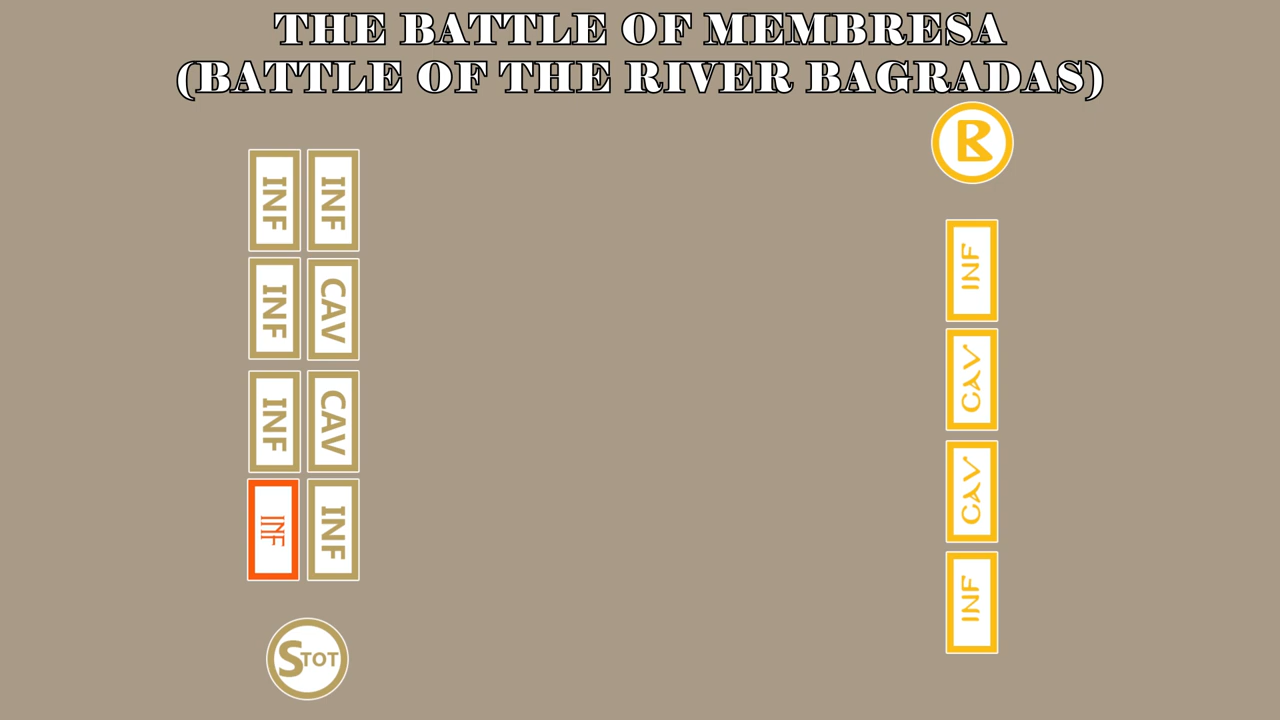 THE BATTLE OF MEMBRESA
(BATTLE OF THE RIVER BAGRADAS)
B
INF INF INF
INF CAV CAV
INF CAV CAV
INF INF INF
STOT